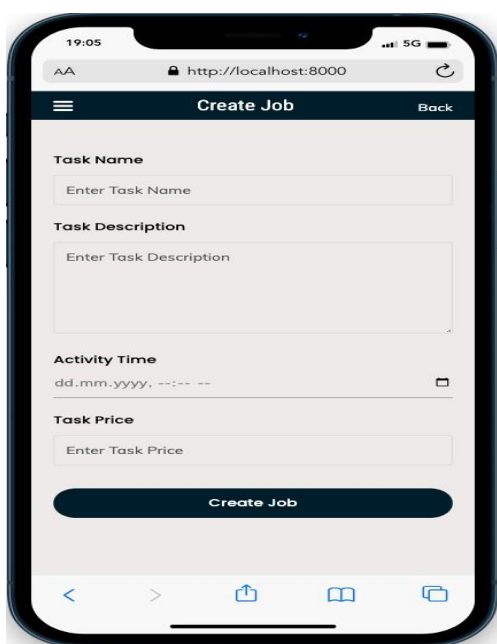 19:05
5G
AA
http://localhost:8000
Create Job
Back
Task Name
Enter Task Name
Task Description
Enter Task Description
Activity Time
dd.mm.yyyy, --:-- --
Task Price
Enter Task Price
Create Job